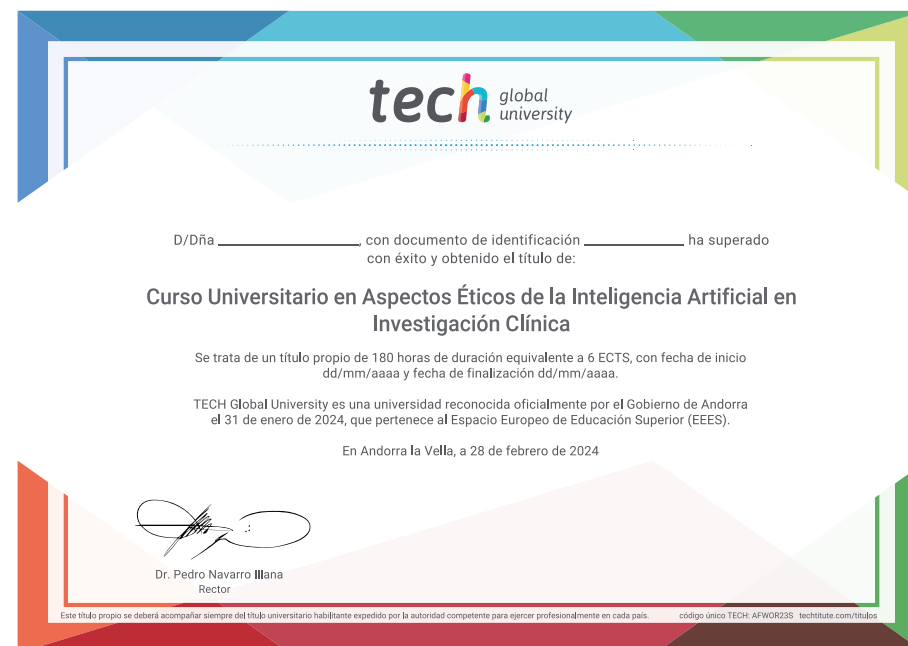 tech global university
D/Dña ____________________, con documento de identificación ______________ ha superado
con éxito y obtenido el título de:
Curso Universitario en Aspectos Éticos de la Inteligencia Artificial en
Investigación Clínica
Se trata de un título propio de 180 horas de duración equivalente a 6 ECTS, con fecha de inicio
dd/mm/aaaa y fecha de finalización dd/mm/aaaa.
TECH Global University es una universidad reconocida oficialmente por el Gobierno de Andorra
el 31 de enero de 2024, que pertenece al Espacio Europeo de Educación Superior (EEES).
En Andorra la Vella, a 28 de febrero de 2024
Dr. Pedro Navarro Illana
Rector
Este título propio se deberá acompañar siempre del título universitario habilitante expedido por la autoridad competente para ejercer profesionalmente en cada país. código único TECH: AFWOR23S techtitute.com/titulos